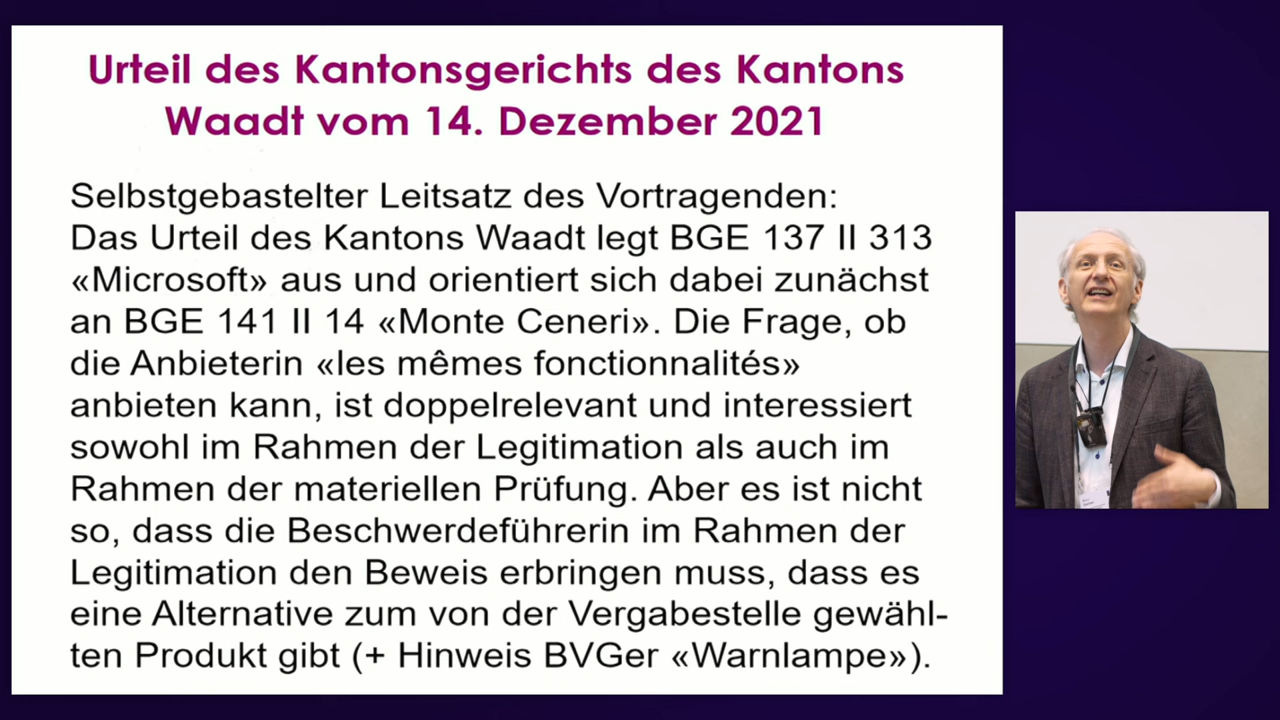 Urteil des Kantonsgerichts des Kantons
Waadt vom 14. Dezember 2021
Selbstgebastelter Leitsatz des Vortragenden:
Das Urteil des Kantons Waadt legt BGE 137 II 313
«Microsoft» aus und orientiert sich dabei zunächst
an BGE 141 II 14 «Monte Ceneri». Die Frage, ob
die Anbieterin «les mêmes fonctionnalités»
anbieten kann, ist doppelrelevant und interessiert
sowohl im Rahmen der Legitimation als auch im
Rahmen der materiellen Prüfung. Aber es ist nicht
so, dass die Beschwerdeführerin im Rahmen der
Legitimation den Beweis erbringen muss, dass es
eine Alternative zum von der Vergabestelle gewähl-
ten Produkt gibt (+ Hinweis BVGer «Warnlampe»).